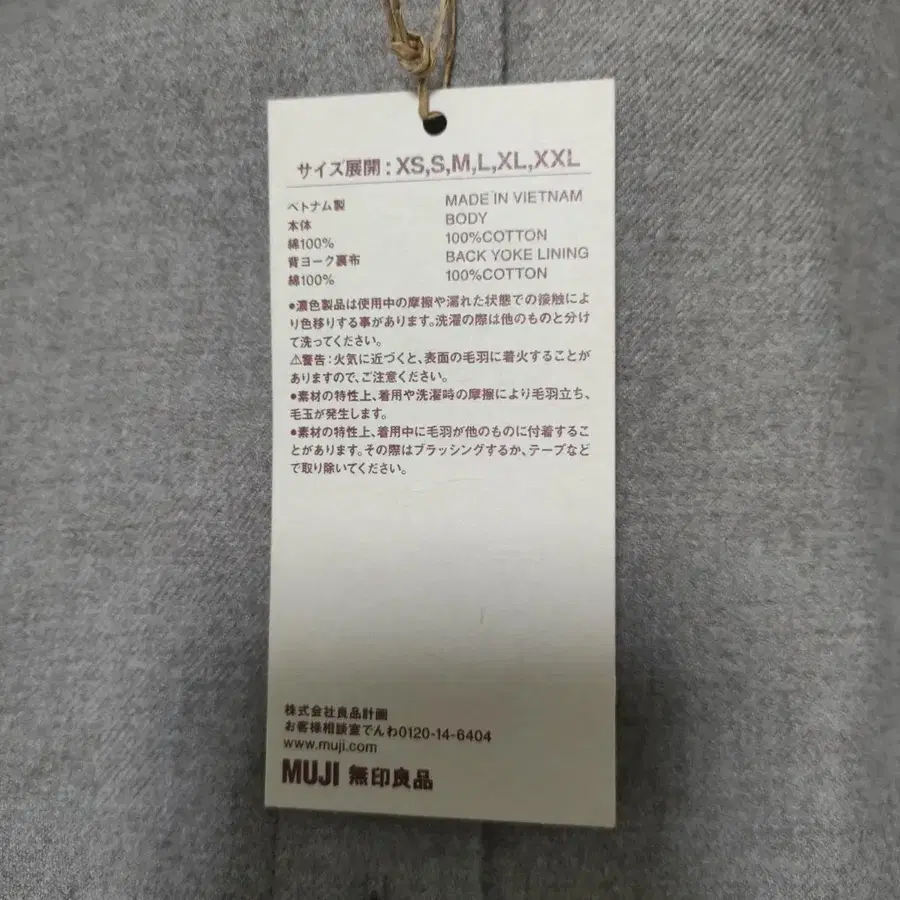 サイズ展開：XS,S,M,L,XL,XXL
ベトナム製
本体
綿100%
背ヨーク裏布
綿100%
MADE IN VIETNAM
BODY
100%COTTON
BACK YOKE LINING
100%COTTON
●濃色製品は使用中の摩擦や濡れた状態での接触によ
り色移りする事があります。洗濯の際は他のものと分け
て洗ってください。
⚠警告：火気に近づくと、表面の毛羽に着火することが
ありますので、ご注意ください。
●素材の特性上、着用や洗濯時の摩擦により毛羽立ち、
毛玉が発生します。
●素材の特性上、着用中に毛羽が他のものに付着するこ
とがあります。その際はブラッシングするか、テープなど
で取り除いてください。
株式会社良品計画
お客様相談室でんわ0120-14-6404
www.muji.com
MUJI 無印良品